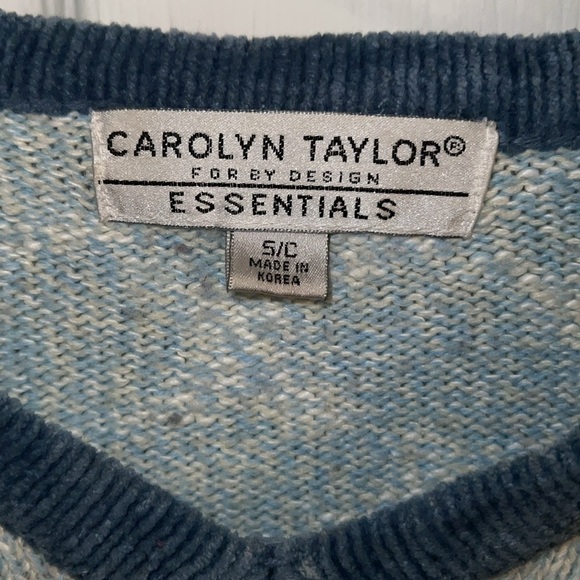 CAROLYN TAYLOR®
FOR BY DESIGN
ESSENTIALS
S/C
MADE IN
KOREA